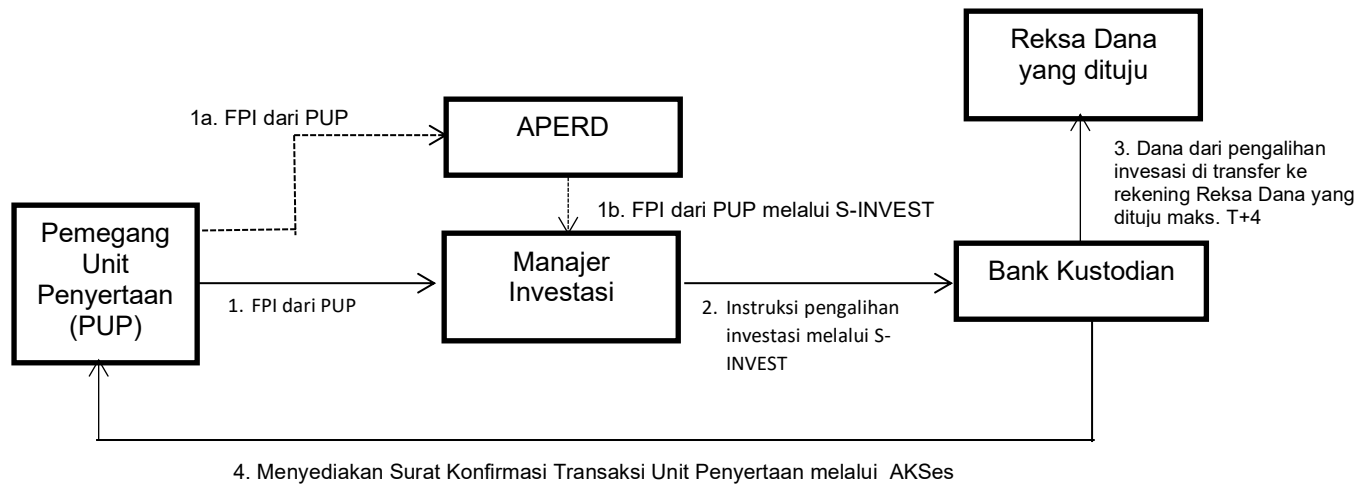 Reksa Dana
yang dituju
1a. FPI dari PUP
APERD
3. Dana dari pengalihan
invesasi di transfer ke
rekening Reksa Dana yang
dituju maks. T+4
1b. FPI dari PUP melalui S-INVEST
Pemegang
Unit
Penyertaan
(PUP)
Manajer
Investasi
Bank Kustodian
1. FPI dari PUP
2. Instruksi pengalihan
investasi melalui S-
INVEST
4. Menyediakan Surat Konfirmasi Transaksi Unit Penyertaan melalui AKSes